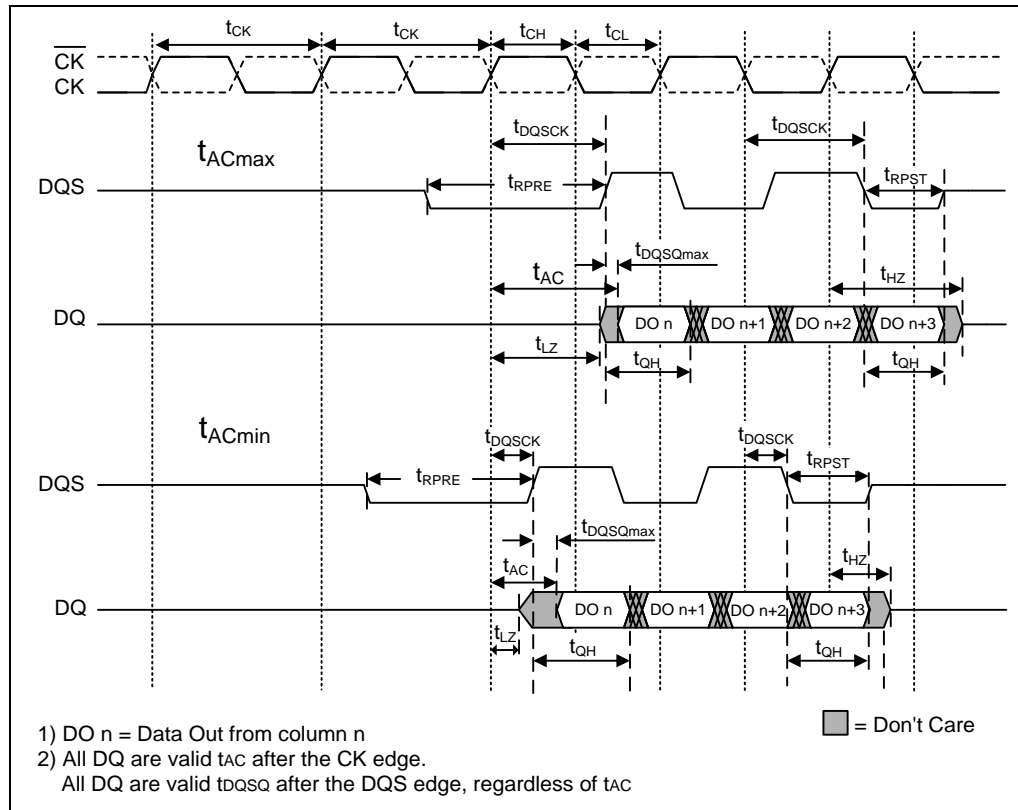 tCK tCK tCH tCL
CK
CK
tDQSCK tDQSCK
tACmax
tRPRE tRPST
DQS
tDQSQmax
tAC tHZ
DQ DO n DO n+1 DO n+2 DO n+3
tLZ
tQH tQH
tACmin
tDQSCK tDQSCK
tRPRE tRPST
DQS
tDQSQmax
tAC tHZ
DQ DO n DO n+1 DO n+2 DO n+3
tLZ
tQH tQH
1) DO n = Data Out from column n
= Don't Care
2) All DQ are valid tAC after the CK edge.
All DQ are valid tDQSQ after the DQS edge, regardless of tAC